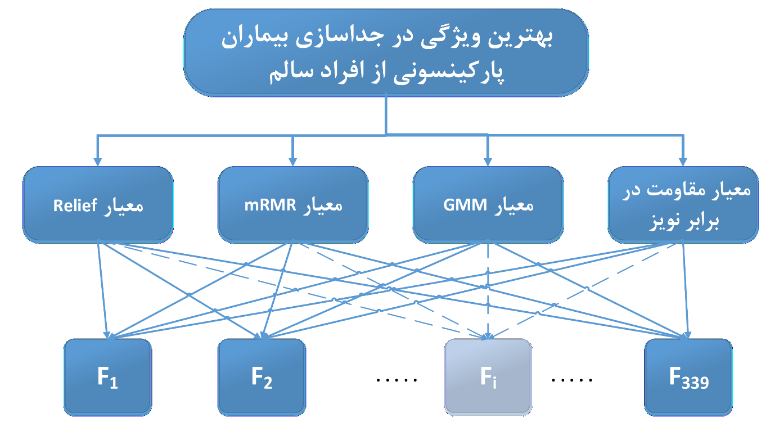 بهترین ویژگی در جداسازی بیماران
پارکینسونی از افراد سالم
معیار مقاومت در
برابر نویز
معیار GMM
معیار mRMR
معیار Relief
F1
F2
.....
Fi
.....
F339